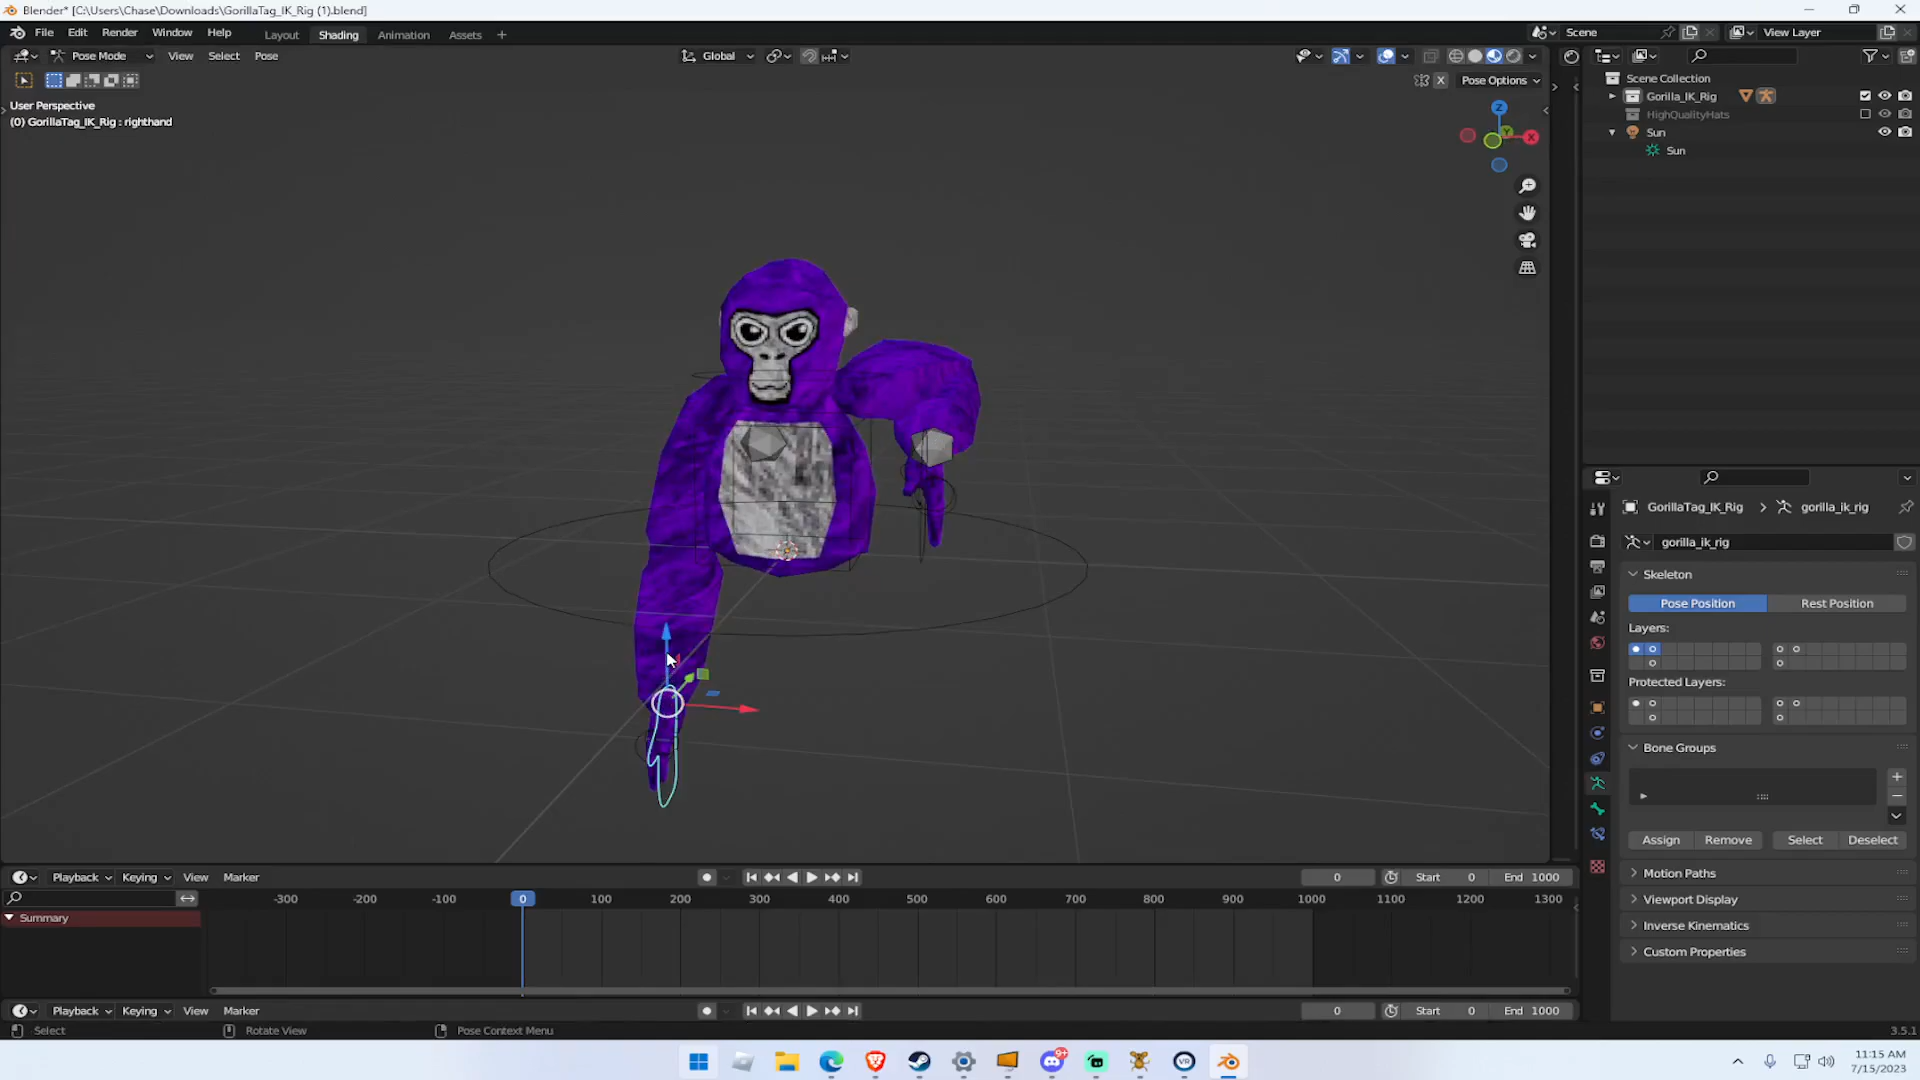 Blender* [C:\Users\Chase\Downloads\GorillaTag_IK_Rig (1).blend]
File Edit Render Window Help Layout Shading Animation Assets + Scene View Layer
Pose Mode View Select Pose Global
X Pose Options
User Perspective
(0) GorillaTag_IK_Rig : righthand
Z
Y
X
Scene Collection
Gorilla_IK_Rig
HighQualityHats
Sun
Sun
GorillaTag_IK_Rig > gorilla_ik_rig
gorilla_ik_rig
Skeleton
Pose Position Rest Position
Layers:
Protected Layers:
Bone Groups
Assign Remove Select Deselect
Motion Paths
Viewport Display
Inverse Kinematics
Custom Properties
Playback Keying View Marker 0 Start 0 End 1000
-300 -200 -100 0 100 200 300 400 500 600 700 800 900 1000 1100 1200 1300
Summary
Playback Keying View Marker 0 Start 0 End 1000
Select Rotate View Pose Context Menu 3.5.1
9+
VR
11:15 AM
7/15/2023